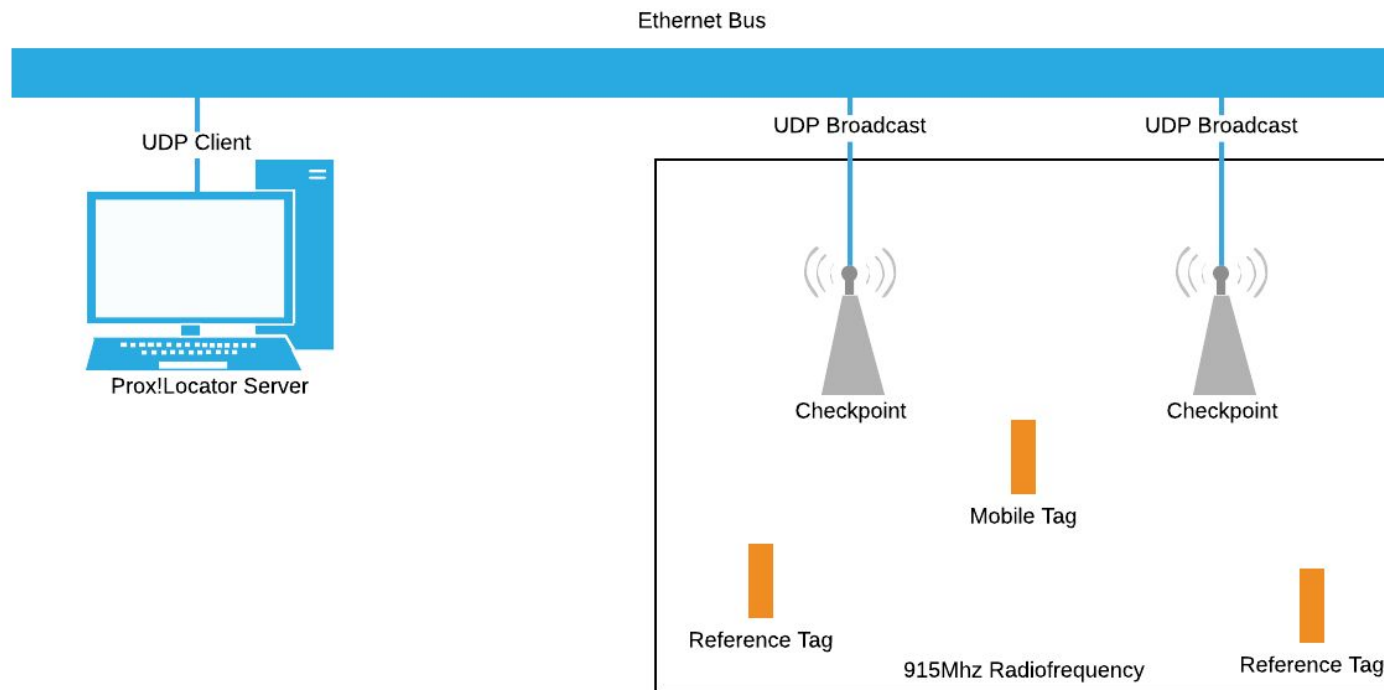 Ethernet Bus
UDP Client
UDP Broadcast
UDP Broadcast
Prox!Locator Server
Checkpoint
Checkpoint
Mobile Tag
Reference Tag
915Mhz Radiofrequency
Reference Tag